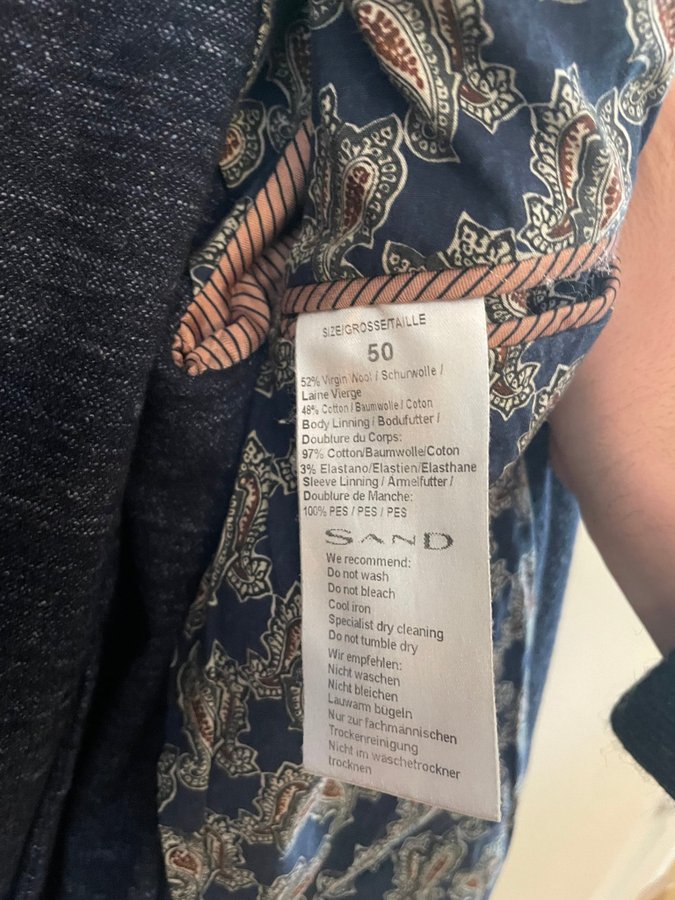 SIZE/GROSSE/TAILLE
50
52% Virgin Wool / Schurwolle /
Laine Vierge
48% Cotton / Baumwolle / Coton
Body Linning / Bodufutter /
Doublure du Corps:
97% Cotton/Baumwolle/Coton
3% Elastano/Elastien/Elasthane
Sleeve Linning / Armelfutter /
Doublure de Manche:
100% PES / PES / PES
SAND
We recommend:
Do not wash
Do not bleach
Cool iron
Specialist dry cleaning
Do not tumble dry
Wir empfehlen:
Nicht waschen
Nicht bleichen
Lauwarm bügeln
Nur zur fachmännischen
Trockenreinigung
Nicht im wäschetrockner
trocknen